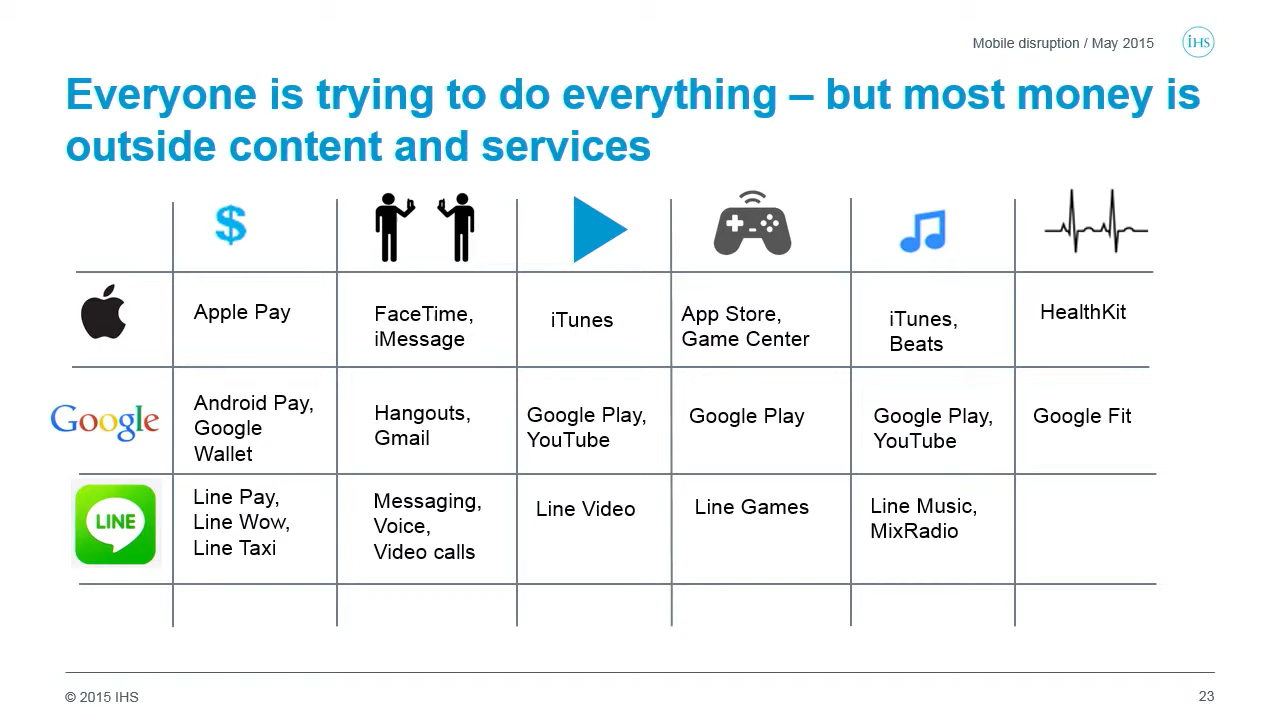 Mobile disruption / May 2015
iHS
Everyone is trying to do everything – but most money is
outside content and services
$
Apple Pay
FaceTime,
iMessage
iTunes
App Store,
Game Center
iTunes,
Beats
HealthKit
Google
Android Pay,
Google
Wallet
Hangouts,
Gmail
Google Play,
YouTube
Google Play
Google Play,
YouTube
Google Fit
LINE
Line Pay,
Line Wow,
Line Taxi
Messaging,
Voice,
Video calls
Line Video
Line Games
Line Music,
MixRadio
© 2015 IHS
23